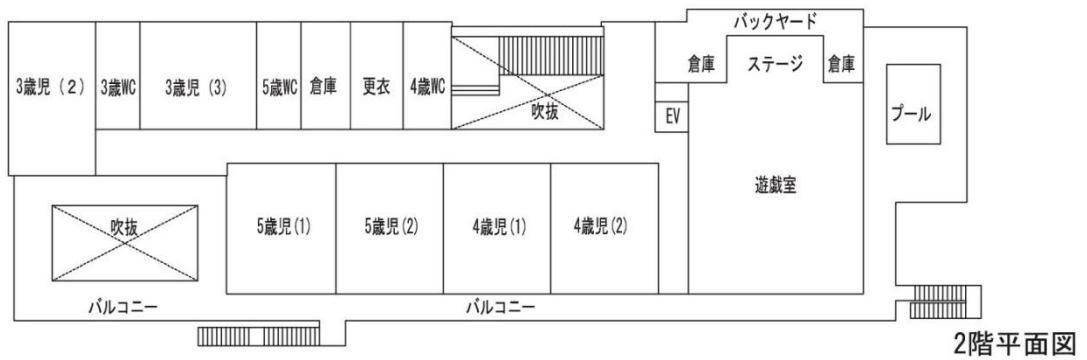 バックヤード
倉庫
ステージ
倉庫
3歳児（2）
3歳WC
3歳児（3）
5歳WC
倉庫
更衣
4歳WC
吹抜
EV
プール
遊戯室
吹抜
5歳児(1)
5歳児(2)
4歳児(1)
4歳児(2)
バルコニー
バルコニー
2階平面図